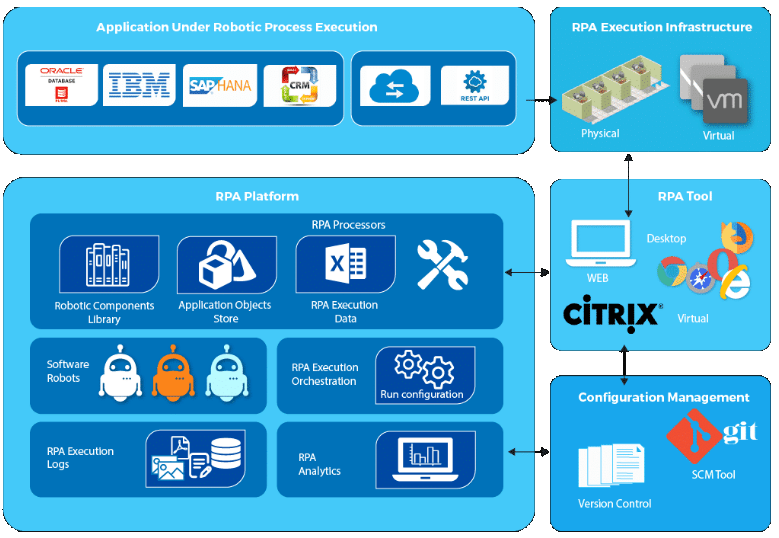 Application Under Robotic Process Execution
ORACLE
DATABASE
IBM
SAP HANA
CRM
REST API
RPA Execution Infrastructure
Physical
vm
Virtual
RPA Platform
RPA Processors
Robotic Components
Library
Application Objects
Store
X
RPA Execution
Data
Software
Robots
RPA Execution
Orchestration
Run configuration
RPA Execution
Logs
RPA
Analytics
RPA Tool
Desktop
WEB
CİTRIX®
Virtual
Configuration Management
git
SCM Tool
Version Control